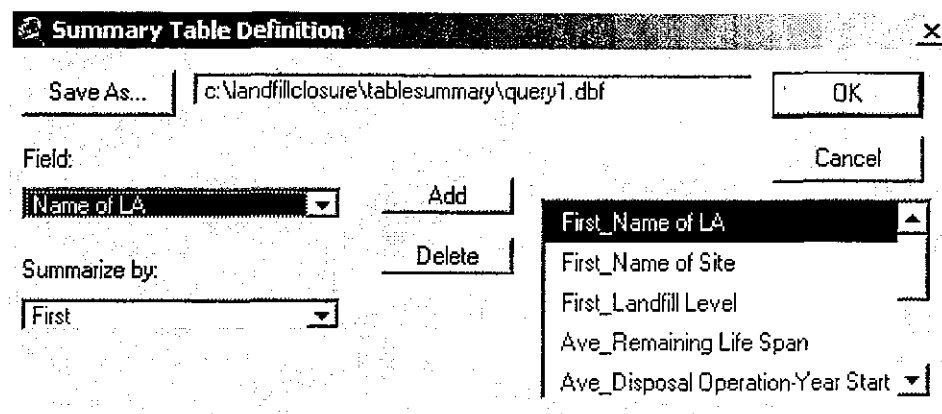 Summary Table Definition
Save As...
c:\landfillclosure\tablesummary\query1.dbf
OK
Field:
Cancel
Name of LA
Add
First_Name of LA
Delete
First_Name of Site
Summarize by:
First_Landfill Level
First
Ave_Remaining Life Span
Ave_Disposal Operation-Year Start